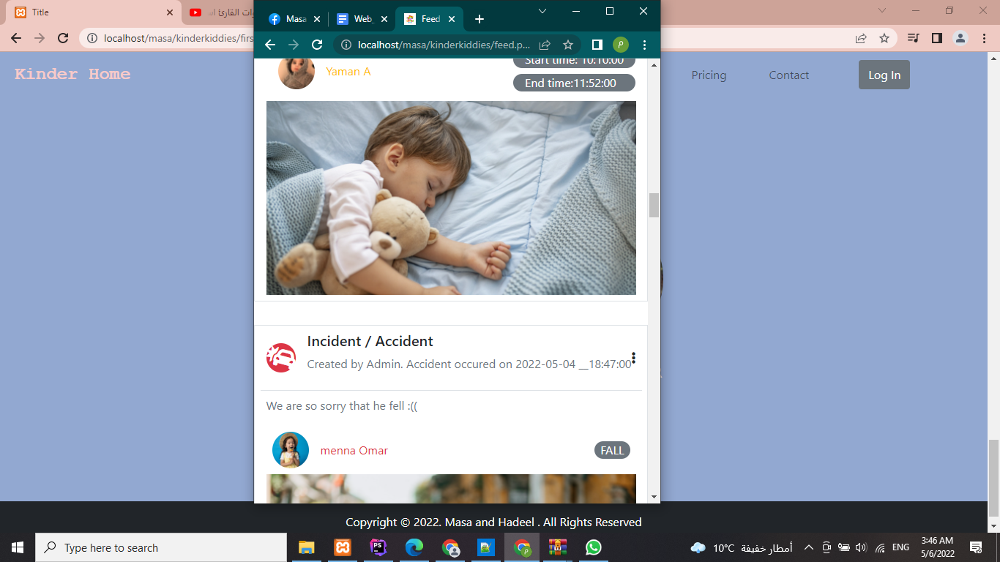 Title
وات القارئ اس
Masa
Web_
Feed
localhost/masa/kinderkiddies/firs
localhost/masa/kinderkiddies/feed.p...
P
Kinder Home
Pricing
Contact
Log In
Yaman A
Start time: 10:10:00
End time:11:52:00
Incident / Accident
Created by Admin. Accident occured on 2022-05-04 __18:47:00
We are so sorry that he fell :((
menna Omar
FALL
Copyright © 2022. Masa and Hadeel . All Rights Reserved
Type here to search
PS
P
10°C أمطار خفيفة
ENG
3:46 AM
5/6/2022